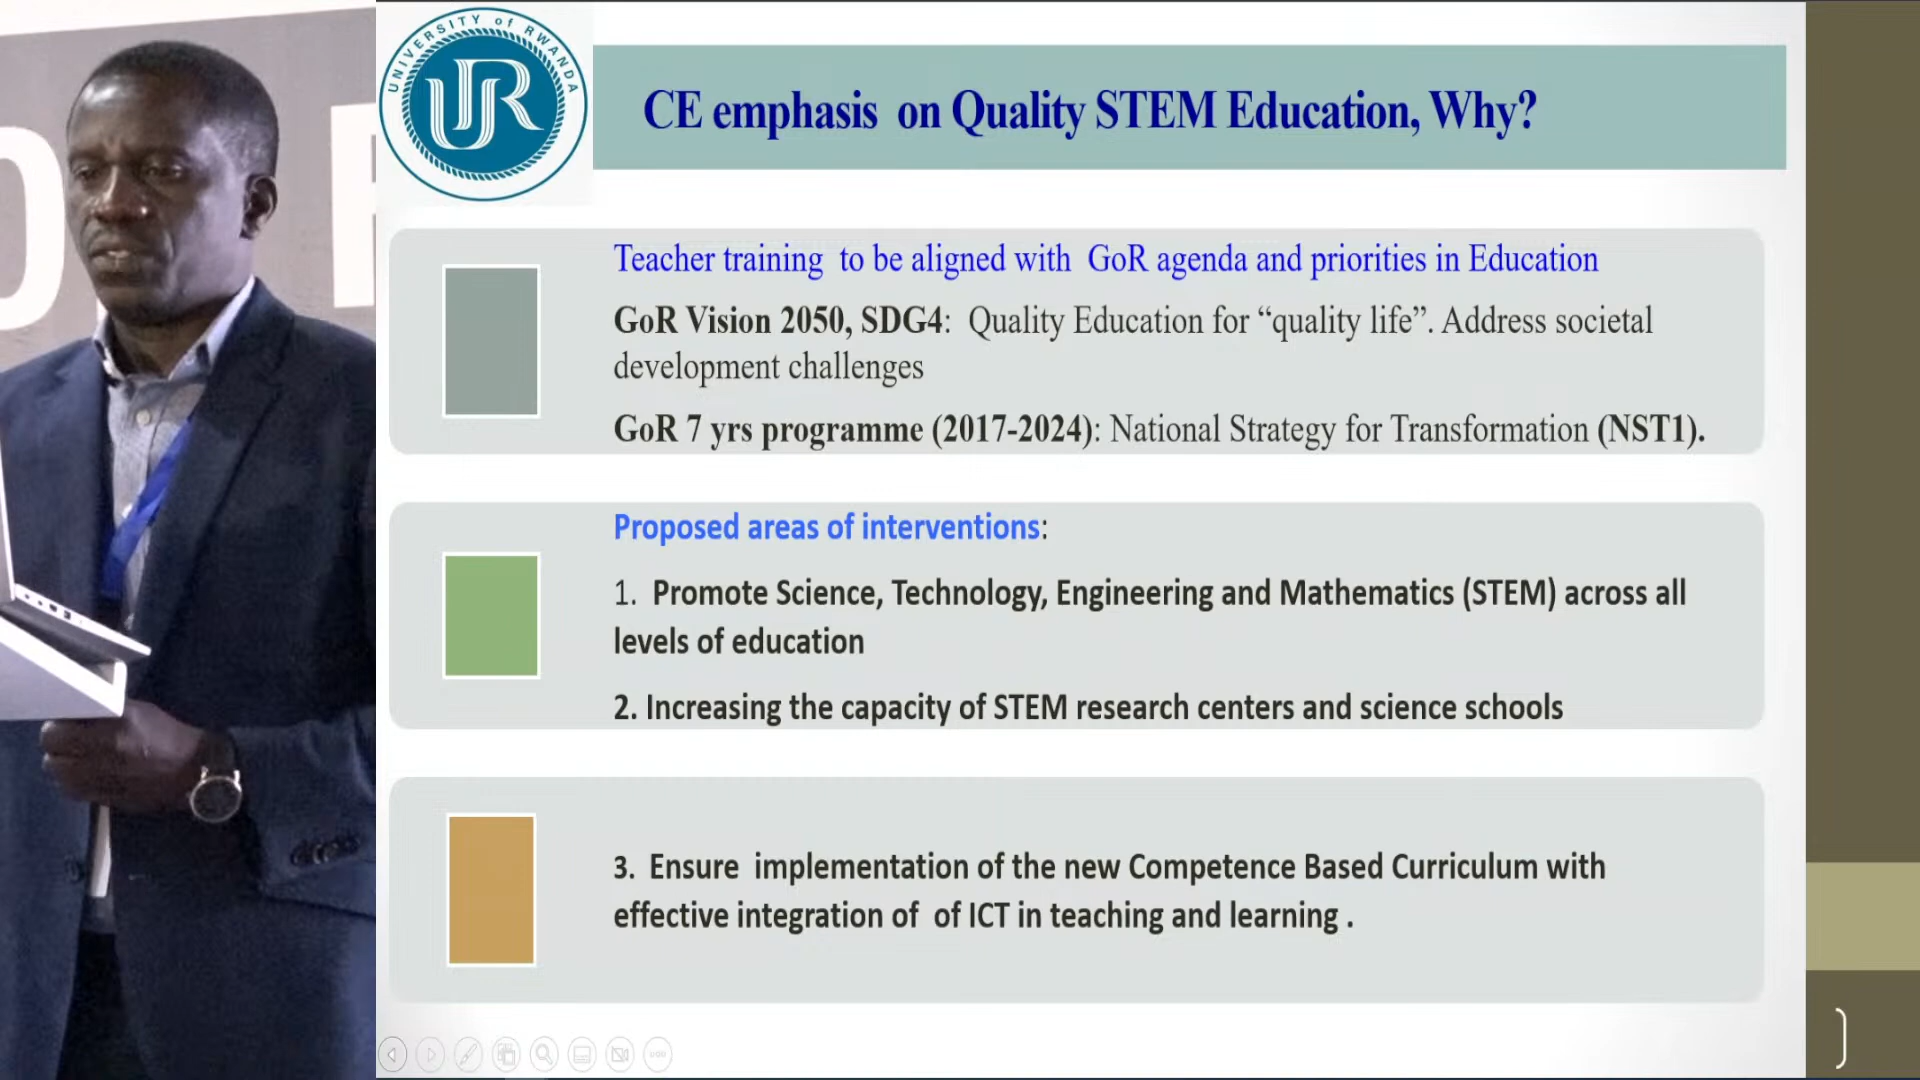 UNIVERSITY of RWANDA
UR
CE emphasis on Quality STEM Education, Why?
Teacher training to be aligned with GoR agenda and priorities in Education
GoR Vision 2050, SDG4: Quality Education for “quality life”. Address societal
development challenges
GoR 7 yrs programme (2017-2024): National Strategy for Transformation (NST1).
Proposed areas of interventions:
1. Promote Science, Technology, Engineering and Mathematics (STEM) across all
levels of education
2. Increasing the capacity of STEM research centers and science schools
3. Ensure implementation of the new Competence Based Curriculum with
effective integration of of ICT in teaching and learning .